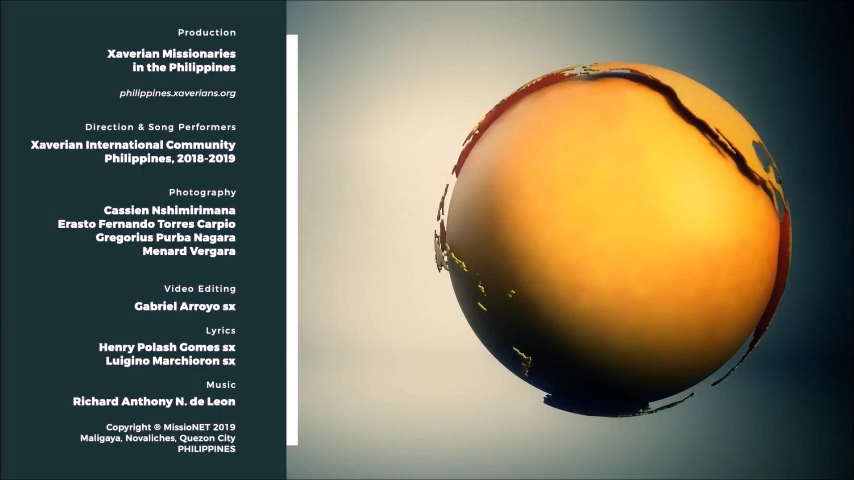 Production
Xaverian Missionaries
in the Philippines
philippines.xaverians.org
Direction & Song Performers
Xaverian International Community
Philippines, 2018-2019
Photography
Cassien Nshimirimana
Erasto Fernando Torres Carpio
Gregorius Purba Nagara
Menard Vergara
Video Editing
Gabriel Arroyo sx
Lyrics
Henry Polash Gomes sx
Luigino Marchioron sx
Music
Richard Anthony N. de Leon
Copyright ® MissioNET 2019
Maligaya, Novaliches, Quezon City
PHILIPPINES